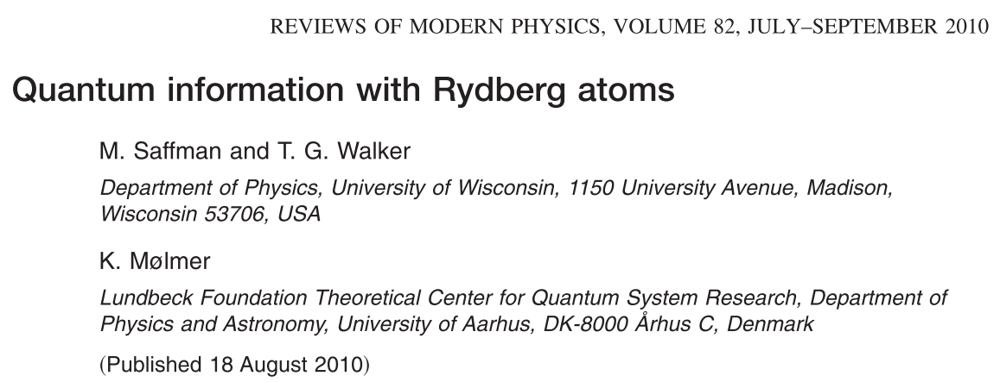 REVIEWS OF MODERN PHYSICS, VOLUME 82, JULY–SEPTEMBER 2010
Quantum information with Rydberg atoms
M. Saffman and T. G. Walker
Department of Physics, University of Wisconsin, 1150 University Avenue, Madison,
Wisconsin 53706, USA
K. Mølmer
Lundbeck Foundation Theoretical Center for Quantum System Research, Department of
Physics and Astronomy, University of Aarhus, DK-8000 Århus C, Denmark
(Published 18 August 2010)